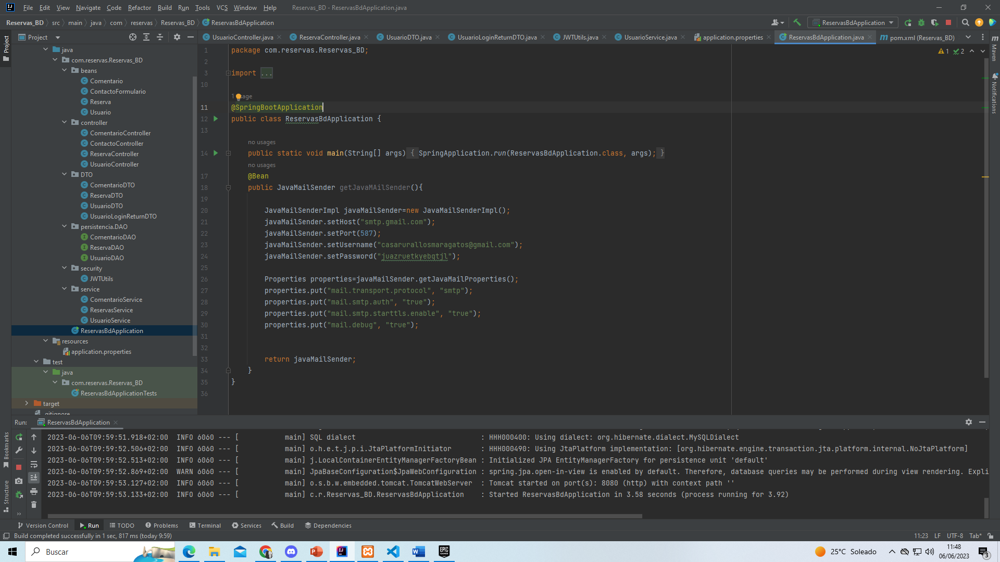 File Edit View Navigate Code Refactor Build Run Tools VCS Window Help Reservas_BD - ReservasBdApplication.java
Reservas_BD src main java com reservas Reservas_BD ReservasBdApplication
ReservasBdApplication
Project
UsuarioController.java ReservaController.java UsuarioDTO.java UsuarioLoginReturnDTO.java JWTUtils.java UsuarioService.java application.properties ReservasBdApplication.java pom.xml (Reservas_BD)
Project
Maven
Notifications
java
com.reservas.Reservas_BD
beans
Comentario
ContactoFormulario
Reserva
Usuario
controller
ComentarioController
ContactoController
ReservaController
UsuarioController
DTO
ComentarioDTO
ReservaDTO
UsuarioDTO
UsuarioLoginReturnDTO
persistencia.DAO
ComentarioDAO
ReservaDAO
UsuarioDAO
security
JWTUtils
service
ComentarioService
ReservasService
UsuarioService
ReservasBdApplication
resources
application.properties
test
java
com.reservas.Reservas_BD
ReservasBdApplicationTests
target
.gitignore
1 2
1 package com.reservas.Reservas_BD;
2
3 import ...
10
11 @SpringBootApplication
12 public class ReservasBdApplication {
13
no usages
14 public static void main(String[] args) { SpringApplication.run(ReservasBdApplication.class, args); }
no usages
17 @Bean
18 public JavaMailSender getJavaMAilSender(){
19
20 JavaMailSenderImpl javaMailSender=new JavaMailSenderImpl();
21 javaMailSender.setHost("smtp.gmail.com");
22 javaMailSender.setPort(587);
23 javaMailSender.setUsername("casarurallosmaragatos@gmail.com");
24 javaMailSender.setPassword("juazruetkyebqtjl");
25
26 Properties properties=javaMailSender.getJavaMailProperties();
27 properties.put("mail.transport.protocol", "smtp");
28 properties.put("mail.smtp.auth", "true");
29 properties.put("mail.smtp.starttls.enable", "true");
30 properties.put("mail.debug", "true");
31
32
33 return javaMailSender;
34 }
35 }
36
Run: ReservasBdApplication
2023-06-06T09:59:51.918+02:00 INFO 6060 --- [ main] SQL dialect : HHH000400: Using dialect: org.hibernate.dialect.MySQLDialect
2023-06-06T09:59:52.506+02:00 INFO 6060 --- [ main] o.h.e.t.j.p.i.JtaPlatformInitiator : HHH000490: Using JtaPlatform implementation: [org.hibernate.engine.transaction.jta.platform.internal.NoJtaPlatform]
2023-06-06T09:59:52.513+02:00 INFO 6060 --- [ main] j.LocalContainerEntityManagerFactoryBean : Initialized JPA EntityManagerFactory for persistence unit 'default'
2023-06-06T09:59:52.869+02:00 WARN 6060 --- [ main] JpaBaseConfiguration$JpaWebConfiguration : spring.jpa.open-in-view is enabled by default. Therefore, database queries may be performed during view rendering. Expli
2023-06-06T09:59:53.127+02:00 INFO 6060 --- [ main] o.s.b.w.embedded.tomcat.TomcatWebServer : Tomcat started on port(s): 8080 (http) with context path ''
2023-06-06T09:59:53.133+02:00 INFO 6060 --- [ main] c.r.Reservas_BD.ReservasBdApplication : Started ReservasBdApplication in 3.58 seconds (process running for 3.92)
Bookmarks
Structure
Version Control Run TODO Problems Terminal Services Build Dependencies
Build completed successfully in 1 sec, 817 ms (today 9:59) 11:23 LF UTF-8 Tab*
Buscar
25°C Soleado
11:48
06/06/2023
3